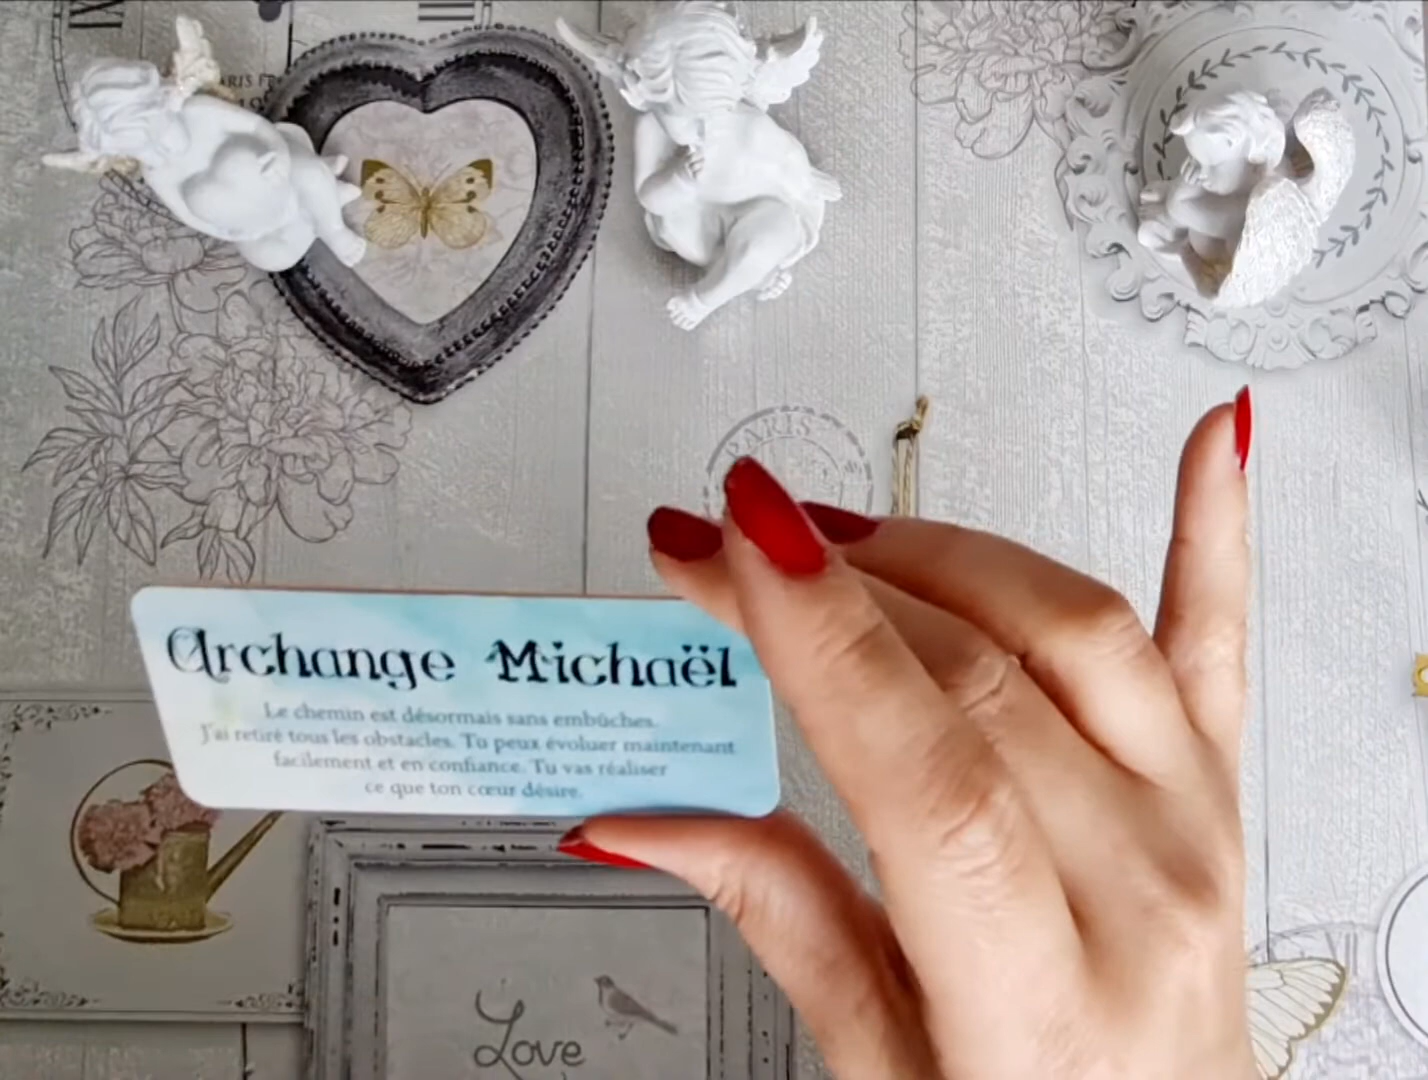 PARIS
Archange Michaël
Le chemin est désormais sans embûches.
J'ai retiré tous les obstacles. Tu peux évoluer maintenant
facilement et en confiance. Tu vas réaliser
ce que ton cœur désire.
Love